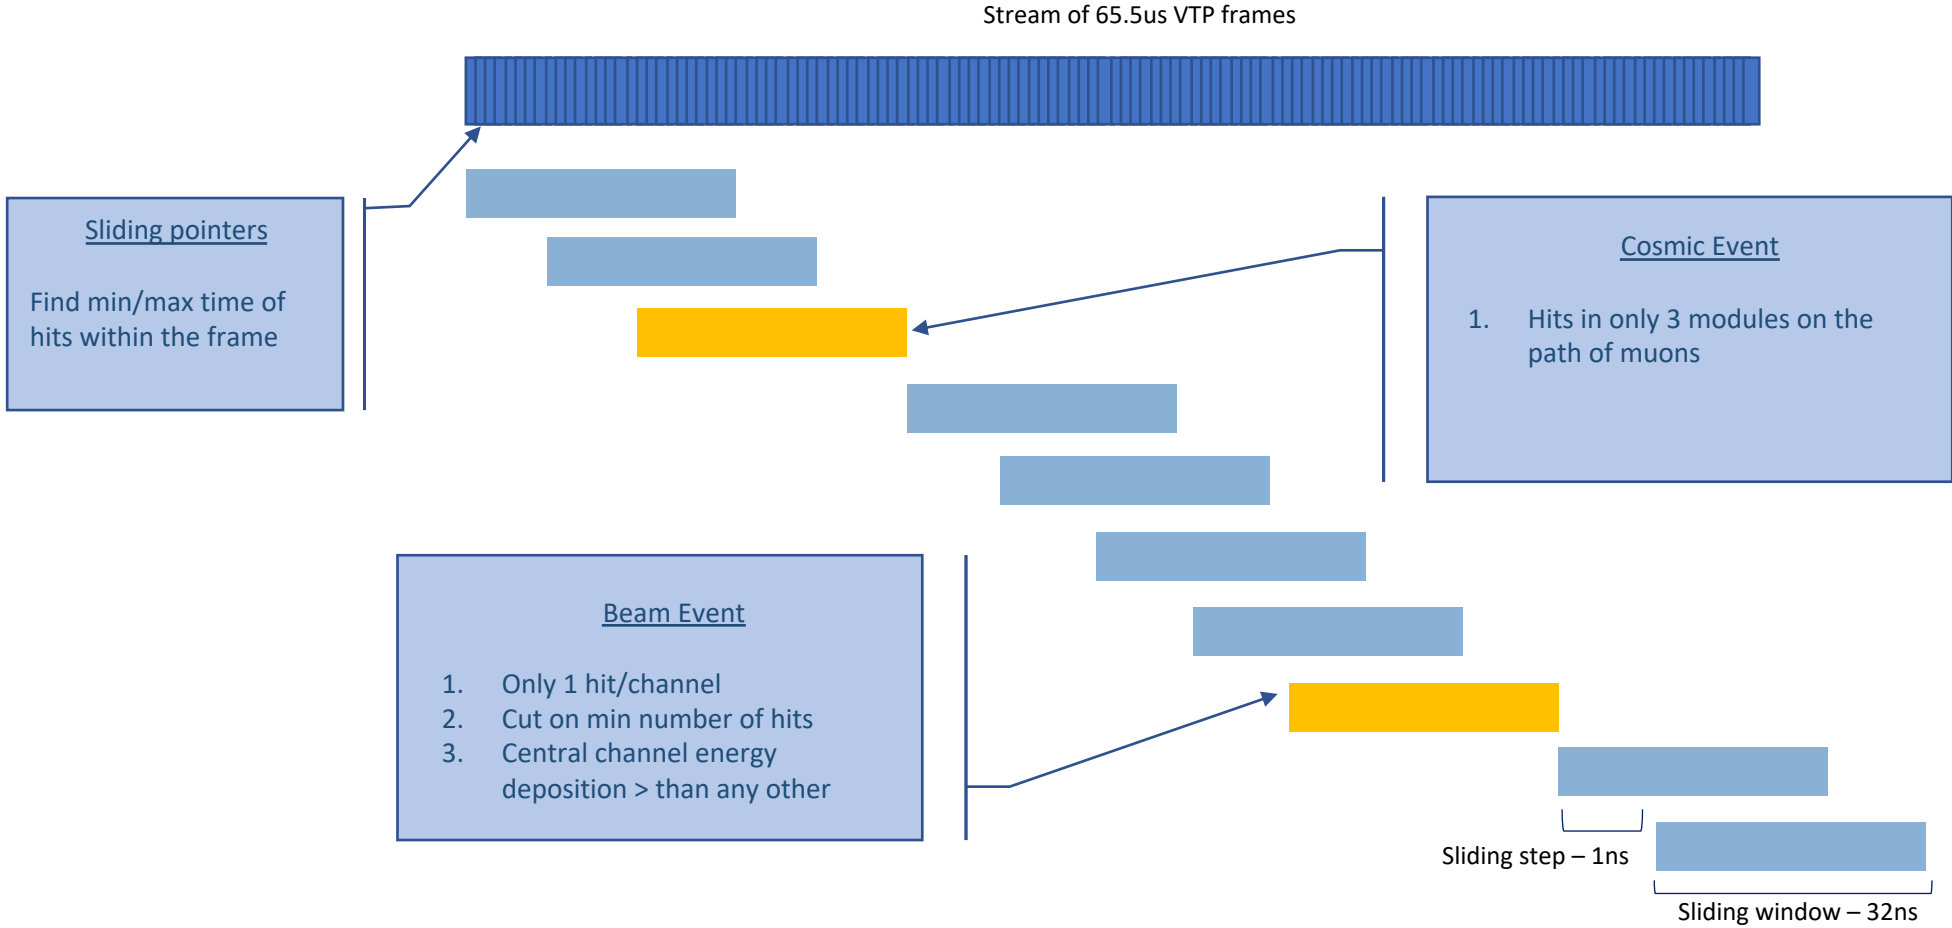 Stream of 65.5us VTP frames
Sliding pointers
Find min/max time of
hits within the frame
Cosmic Event
1. Hits in only 3 modules on the
path of muons
Beam Event
1. Only 1 hit/channel
2. Cut on min number of hits
3. Central channel energy
deposition > than any other
Sliding step – 1ns
Sliding window – 32ns